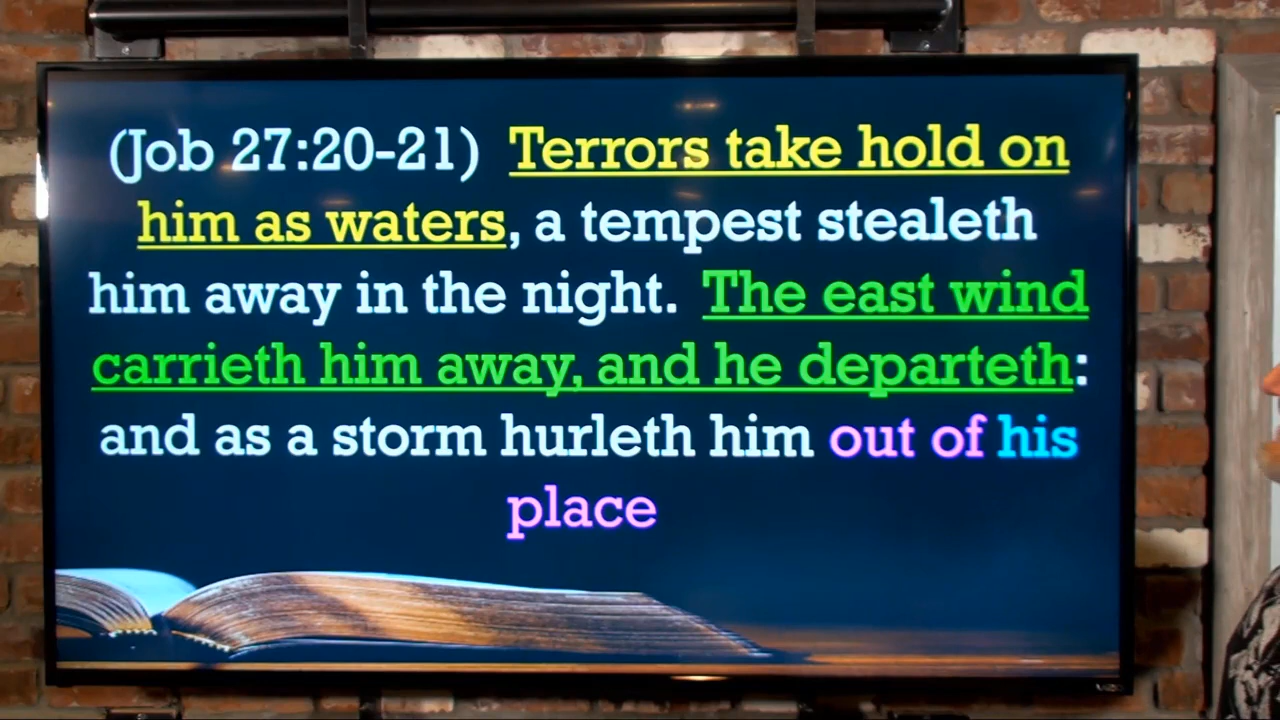 (Job 27:20-21) Terrors take hold on
him as waters, a tempest stealeth
him away in the night. The east wind
carrieth him away, and he departeth:
and as a storm hurleth him out of his
place